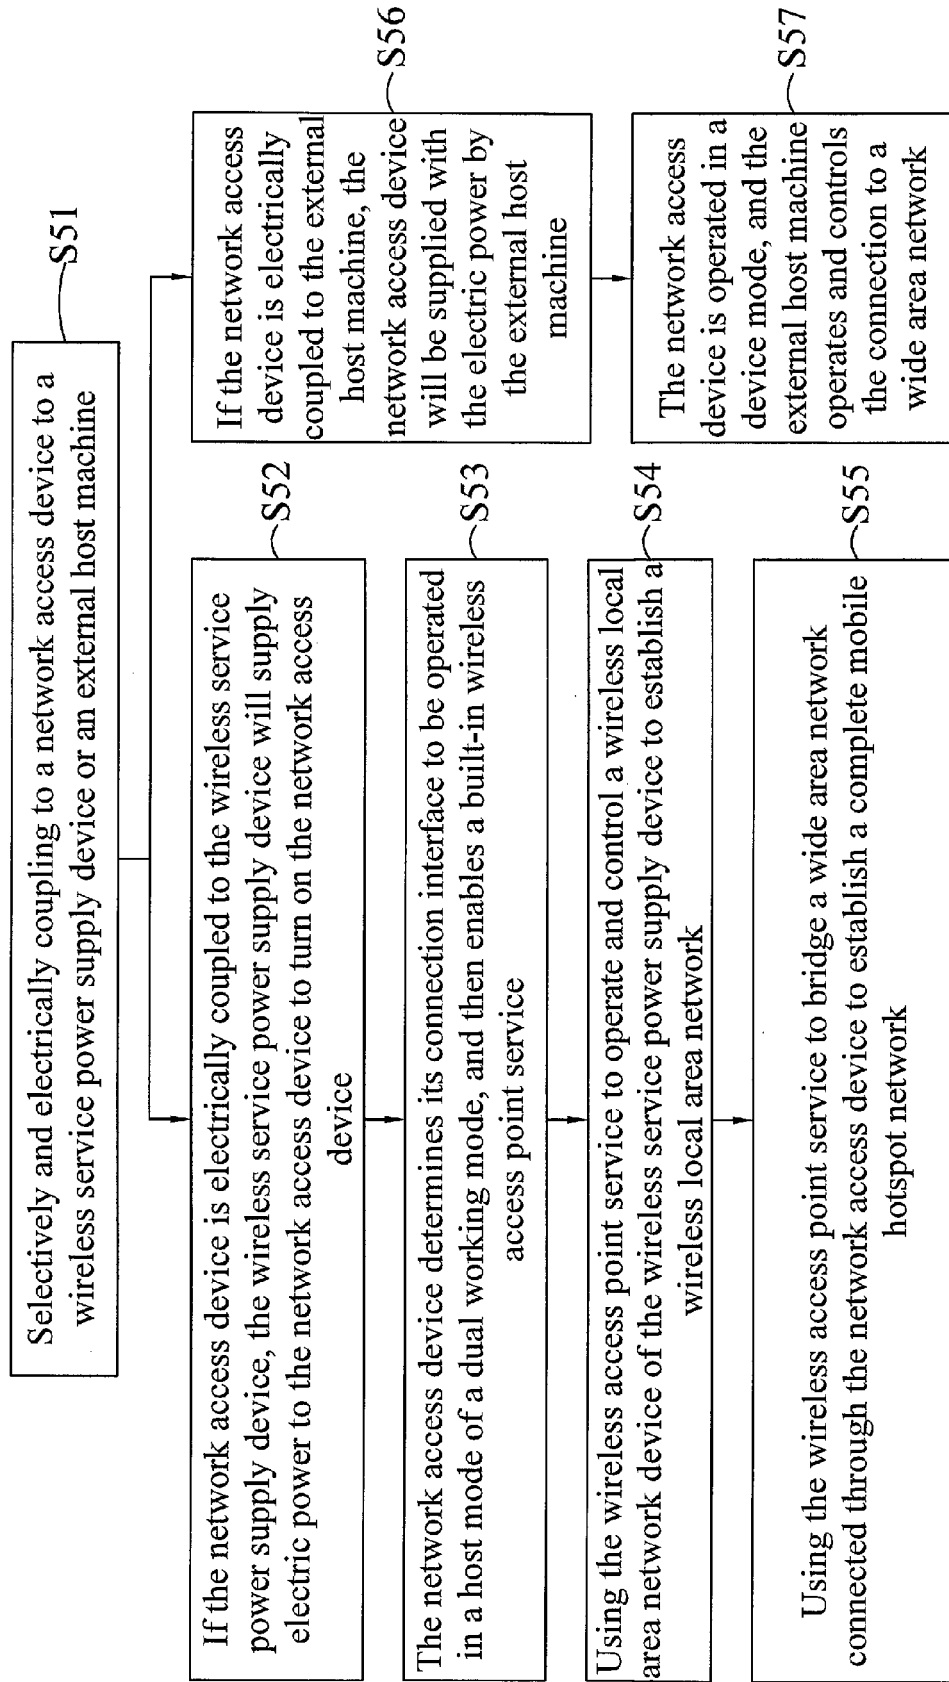 Selectively and electrically coupling to a network access device to a
wireless service power supply device or an external host machine
S51
If the network access device is electrically coupled to the wireless service
power supply device, the wireless service power supply device will supply
electric power to the network access device to turn on the network access
device
S52
The network access device determines its connection interface to be operated
in a host mode of a dual working mode, and then enables a built-in wireless
access point service
S53
Using the wireless access point service to operate and control a wireless local
area network device of the wireless service power supply device to establish a
wireless local area network
S54
Using the wireless access point service to bridge a wide area network
connected through the network access device to establish a complete mobile
hotspot network
S55
If the network access
device is electrically
coupled to the external
host machine, the
network access device
will be supplied with
the electric power by
the external host
machine
S56
The network access
device is operated in a
device mode, and the
external host machine
operates and controls
the connection to a
wide area network
S57